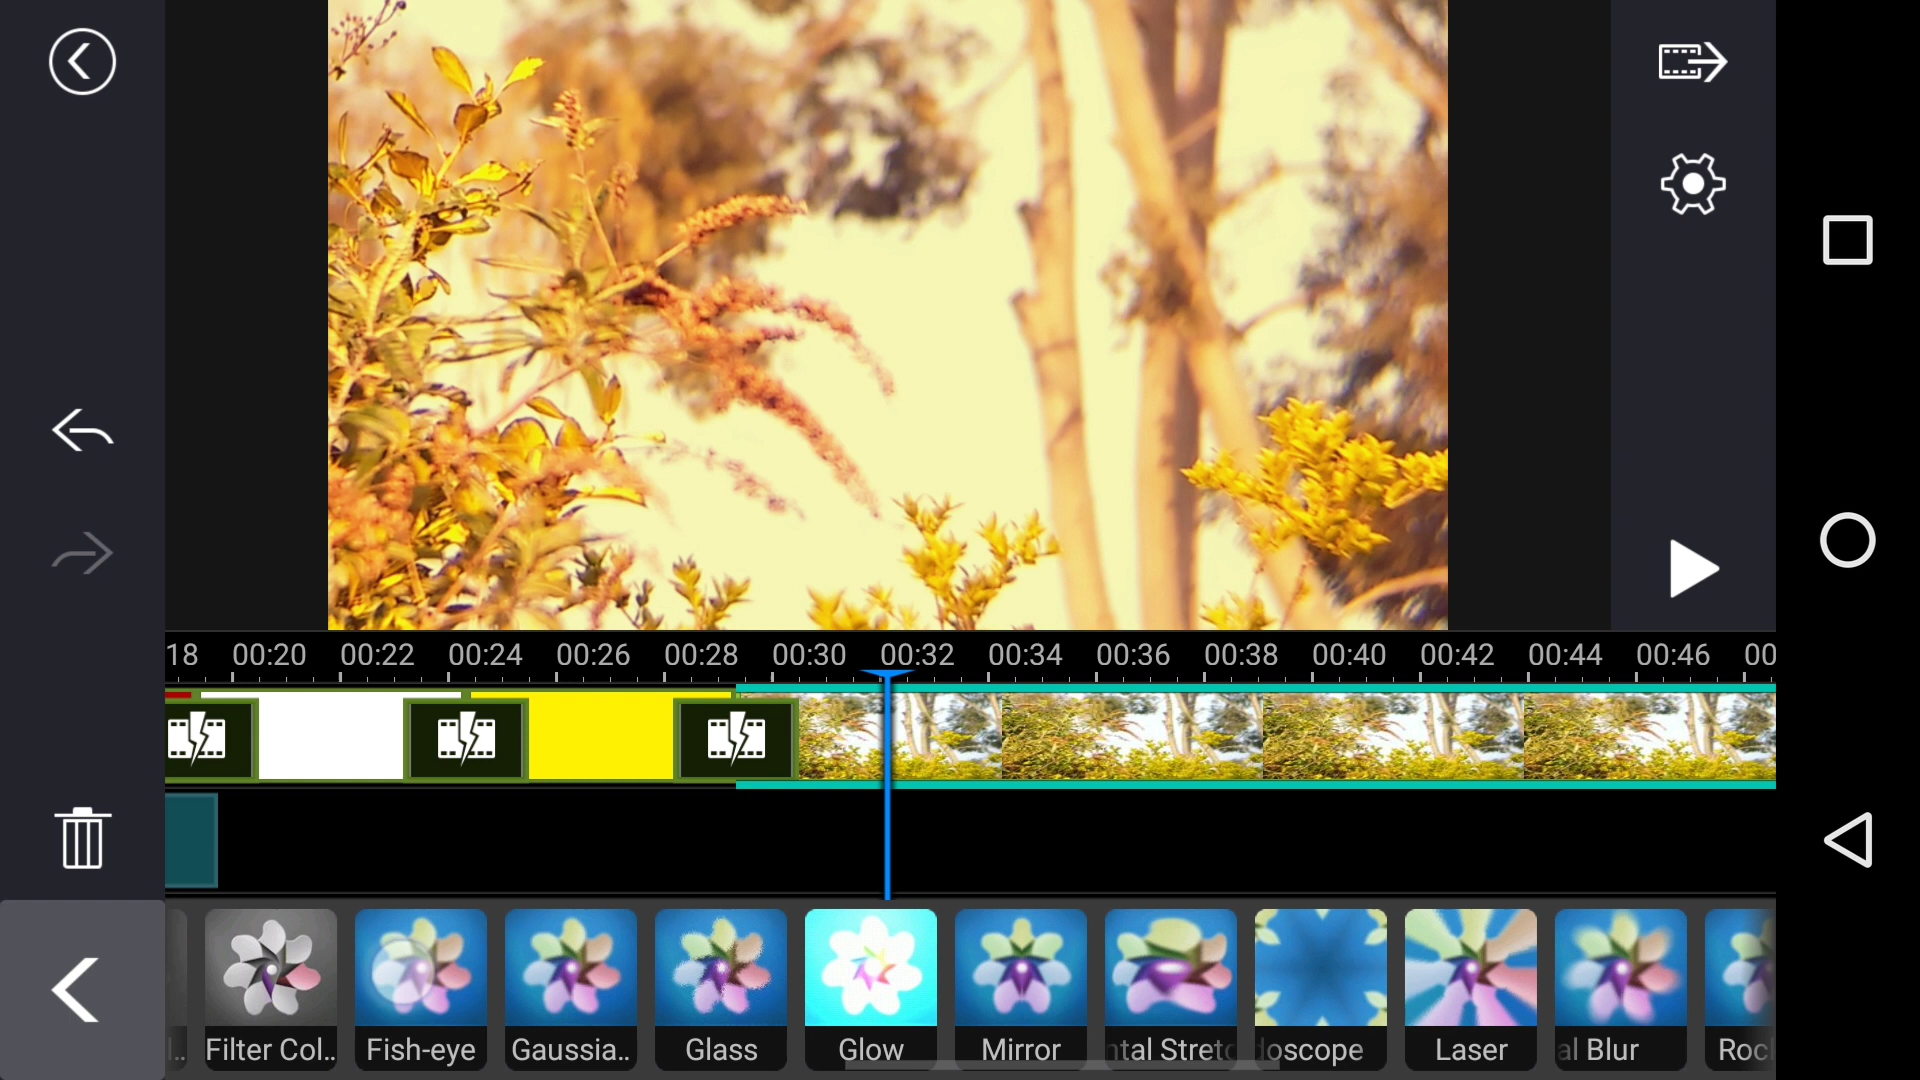 18 00:20 00:22 00:24 00:26 00:28 00:30 00:32 00:34 00:36 00:38 00:40 00:42 00:44 00:46 00
l.. Filter Col.. Fish-eye Gaussia.. Glass Glow Mirror ntal Stretc doscope Laser al Blur Roc